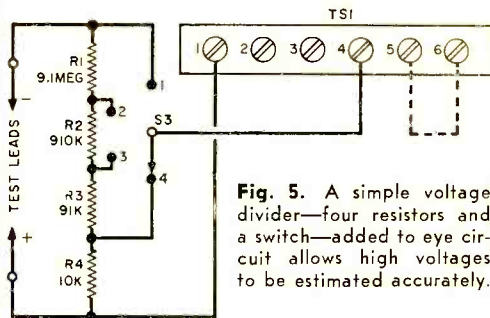 TS1
1 2 3 4 5 6
R1
9.1MEG
1
TEST LEADS
−
2
S3
R2
910K
3
R3
91K
4
+
R4
10K
Fig. 5. A simple voltage
divider—four resistors and
a switch—added to eye cir-
cuit allows high voltages
to be estimated accurately.